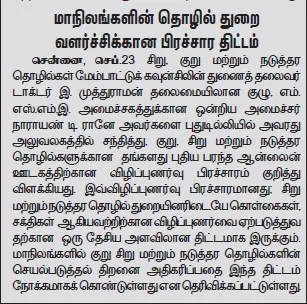 மாநிலங்களின் தொழில் துறை
வளர்ச்சிக்கான பிரச்சார திட்டம்
சென்னை, செப்.23 சிறு, குறு மற்றும் நடுத்தர
தொழில்கள் மேம்பாட்டுக் கவுன்சிலின் துணைத் தலைவர்
டாக்டர் இ. முத்துராமன் தலைமையிலான குழு, எம்.
எஸ்.எம்.இ. அமைச்சகத்துக்கான ஒன்றிய அமைச்சர்
நாராயண் டி. ரானே அவர்களை புதுடில்லியில் அவரது
அலுவலகத்தில் சந்தித்து. குறு, சிறு மற்றும் நடுத்தர
தொழில்களுக்கான தங்களது புதிய பரந்த ஆன்லைன்
ஊடகத்திற்கான விழிப்புணர்வு பிரச்சாரம் குறித்து
விளக்கியது. இவ்விழிப்புணர்வு பிரச்சாரமானது; சிறு
மற்றும் நடுத்தர தொழில் துறையினரிடையே கொள்கைகள்,
சக்திகள் ஆகியவற்றிற்கான விழிப்புணர்வை ஏற்படுத்துவ
தற்கான ஒரு தேசிய அளவிலான திட்டமாக இருக்கும்.
மாநிலங்களில் குறு சிறு மற்றும் நடுத்தர தொழில்களின்
செயல்படுத்தல் திறனை அதிகரிப்பதை இந்த திட்டம்
நோக்கமாகக் கொண்டுள்ளது என தெரிவிக்கப்பட்டுள்ளது.